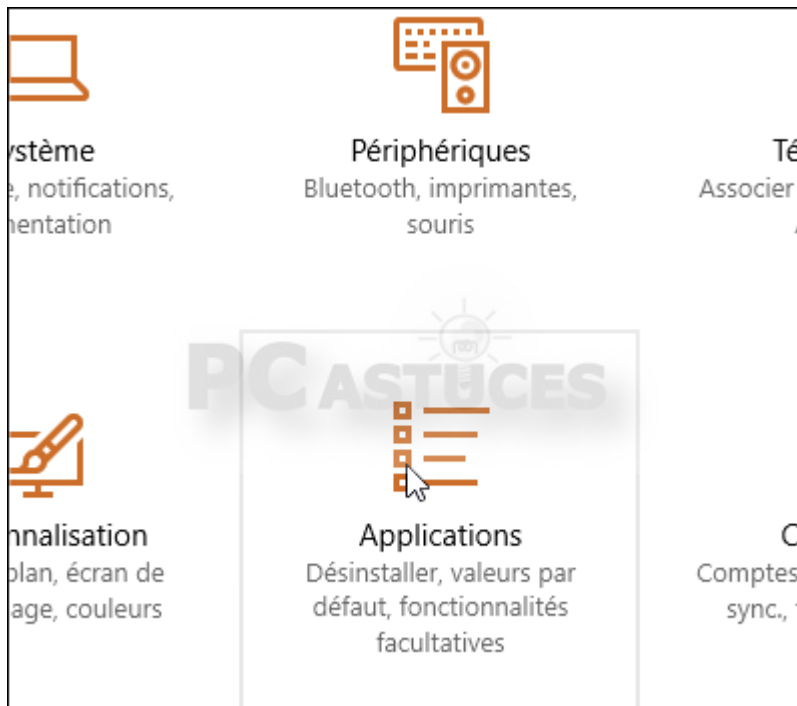 ystème
, notifications,
entation
Périphériques
Bluetooth, imprimantes,
souris
Té
Associer
PC ASTUCES
nnalisation
plan, écran de
age, couleurs
Applications
Désinstaller, valeurs par
défaut, fonctionnalités
facultatives
C
Comptes
sync.,